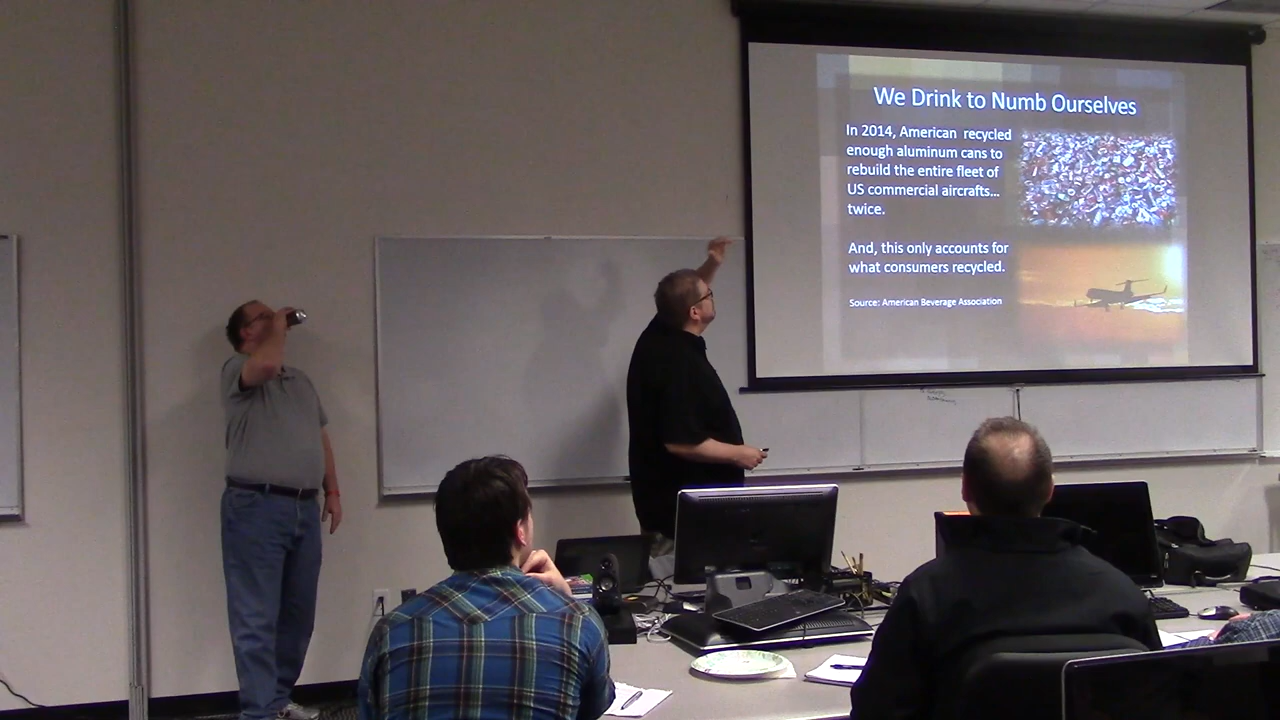 We Drink to Numb Ourselves
In 2014, American recycled
enough aluminum cans to
rebuild the entire fleet of
US commercial aircrafts...
twice.
And, this only accounts for
what consumers recycled.
Source: American Beverage Association